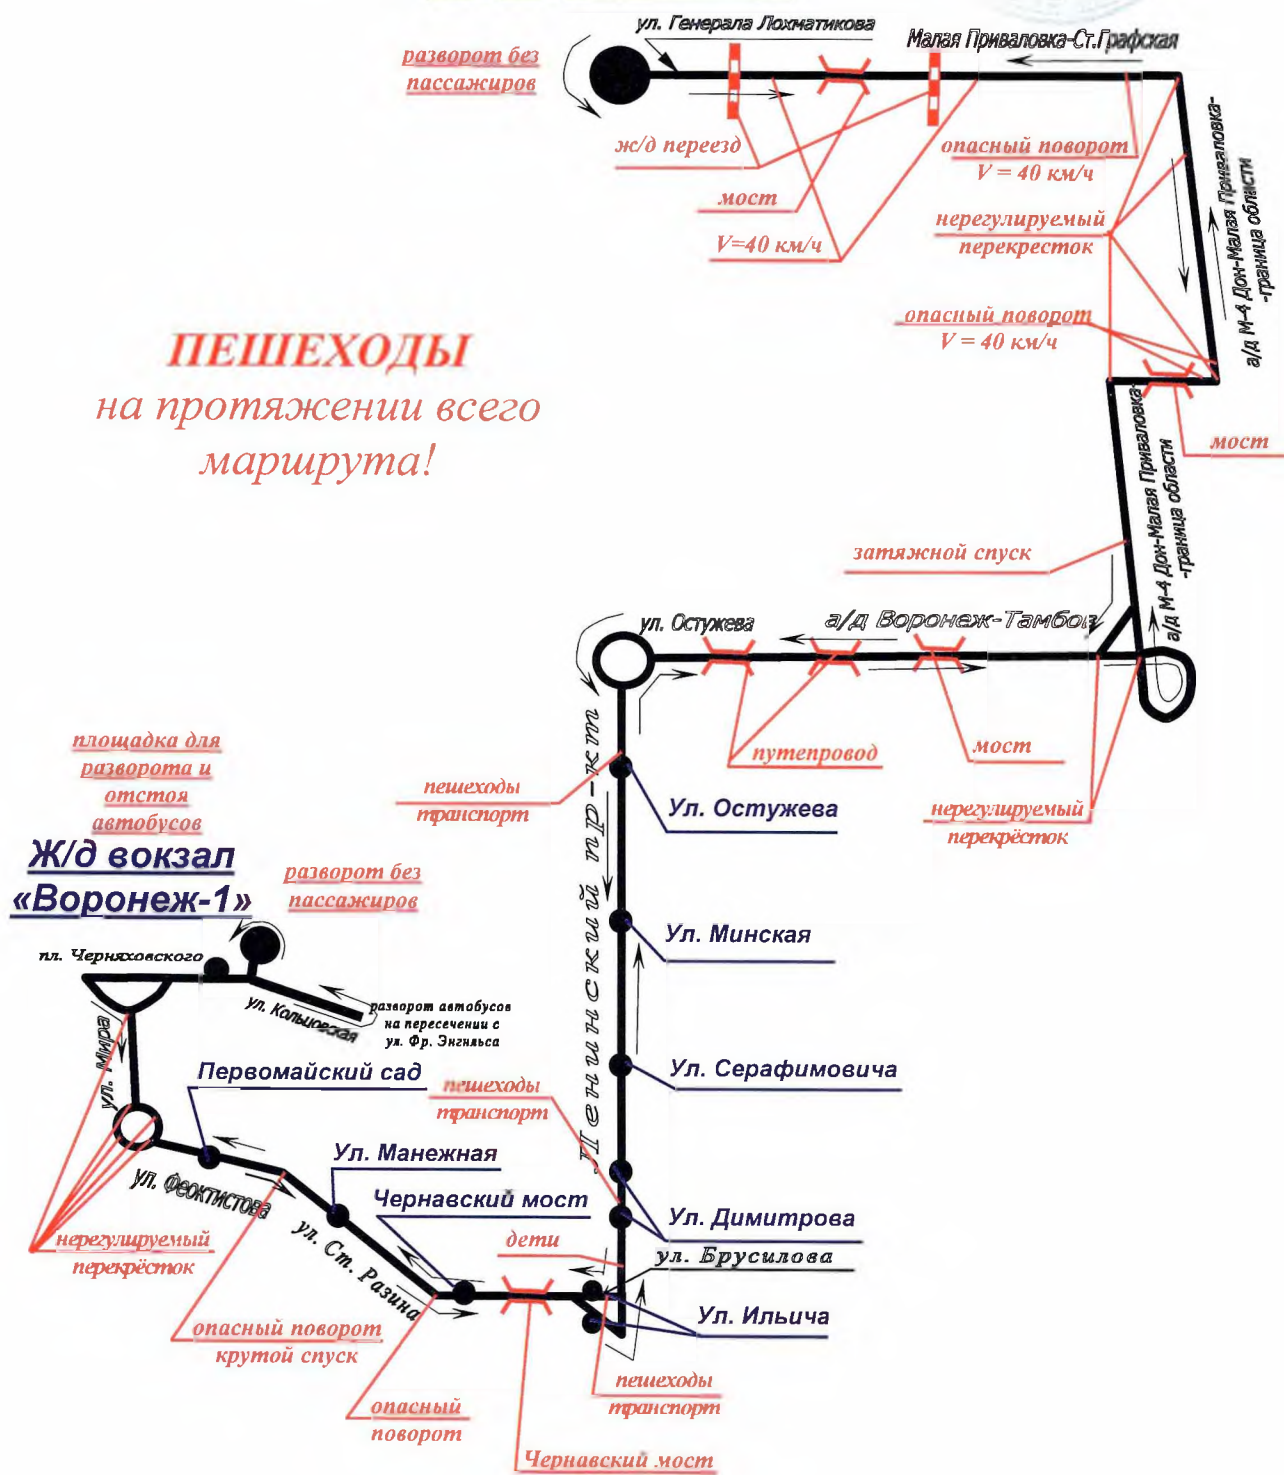 ул. Генерала Лохматикова
Малая Приваловка-Ст.Графская
разворот без
пассажиров
ж/д переезд
мост
V=40 км/ч
опасный поворот
V = 40 км/ч
нерегулируемый
перекресток
опасный поворот
V = 40 км/ч
а/д М-4 Дон-Малая Приваловка-
-граница области
мост
ПЕШЕХОДЫ
на протяжении всего
маршрута!
а/д М-4 Дон-Малая Приваловка-
-граница области
затяжной спуск
ул. Остужева
а/д Воронеж-Тамбов
путепровод
мост
нерегулируемый
перекрёсток
Ленинский пр-кт
пешеходы
транспорт
Ул. Остужева
Ул. Минская
Ул. Серафимовича
площадка для
разворота и
отстоя
автобусов
Ж/д вокзал
«Воронеж-1»
разворот без
пассажиров
пл. Черняховского
ул. Кольцовская
разворот автобусов
на пересечении с
ул. Фр. Энгильса
ул. Мира
Первомайский сад
пешеходы
транспорт
Ул. Манежная
ул. Феоктистова
Чернавский мост
Ул. Димитрова
дети
ул. Брусилова
нерегулируемый
перекрёсток
ул. Ст. Разина
Ул. Ильича
опасный поворот
крутой спуск
пешеходы
транспорт
опасный
поворот
Чернавский мост